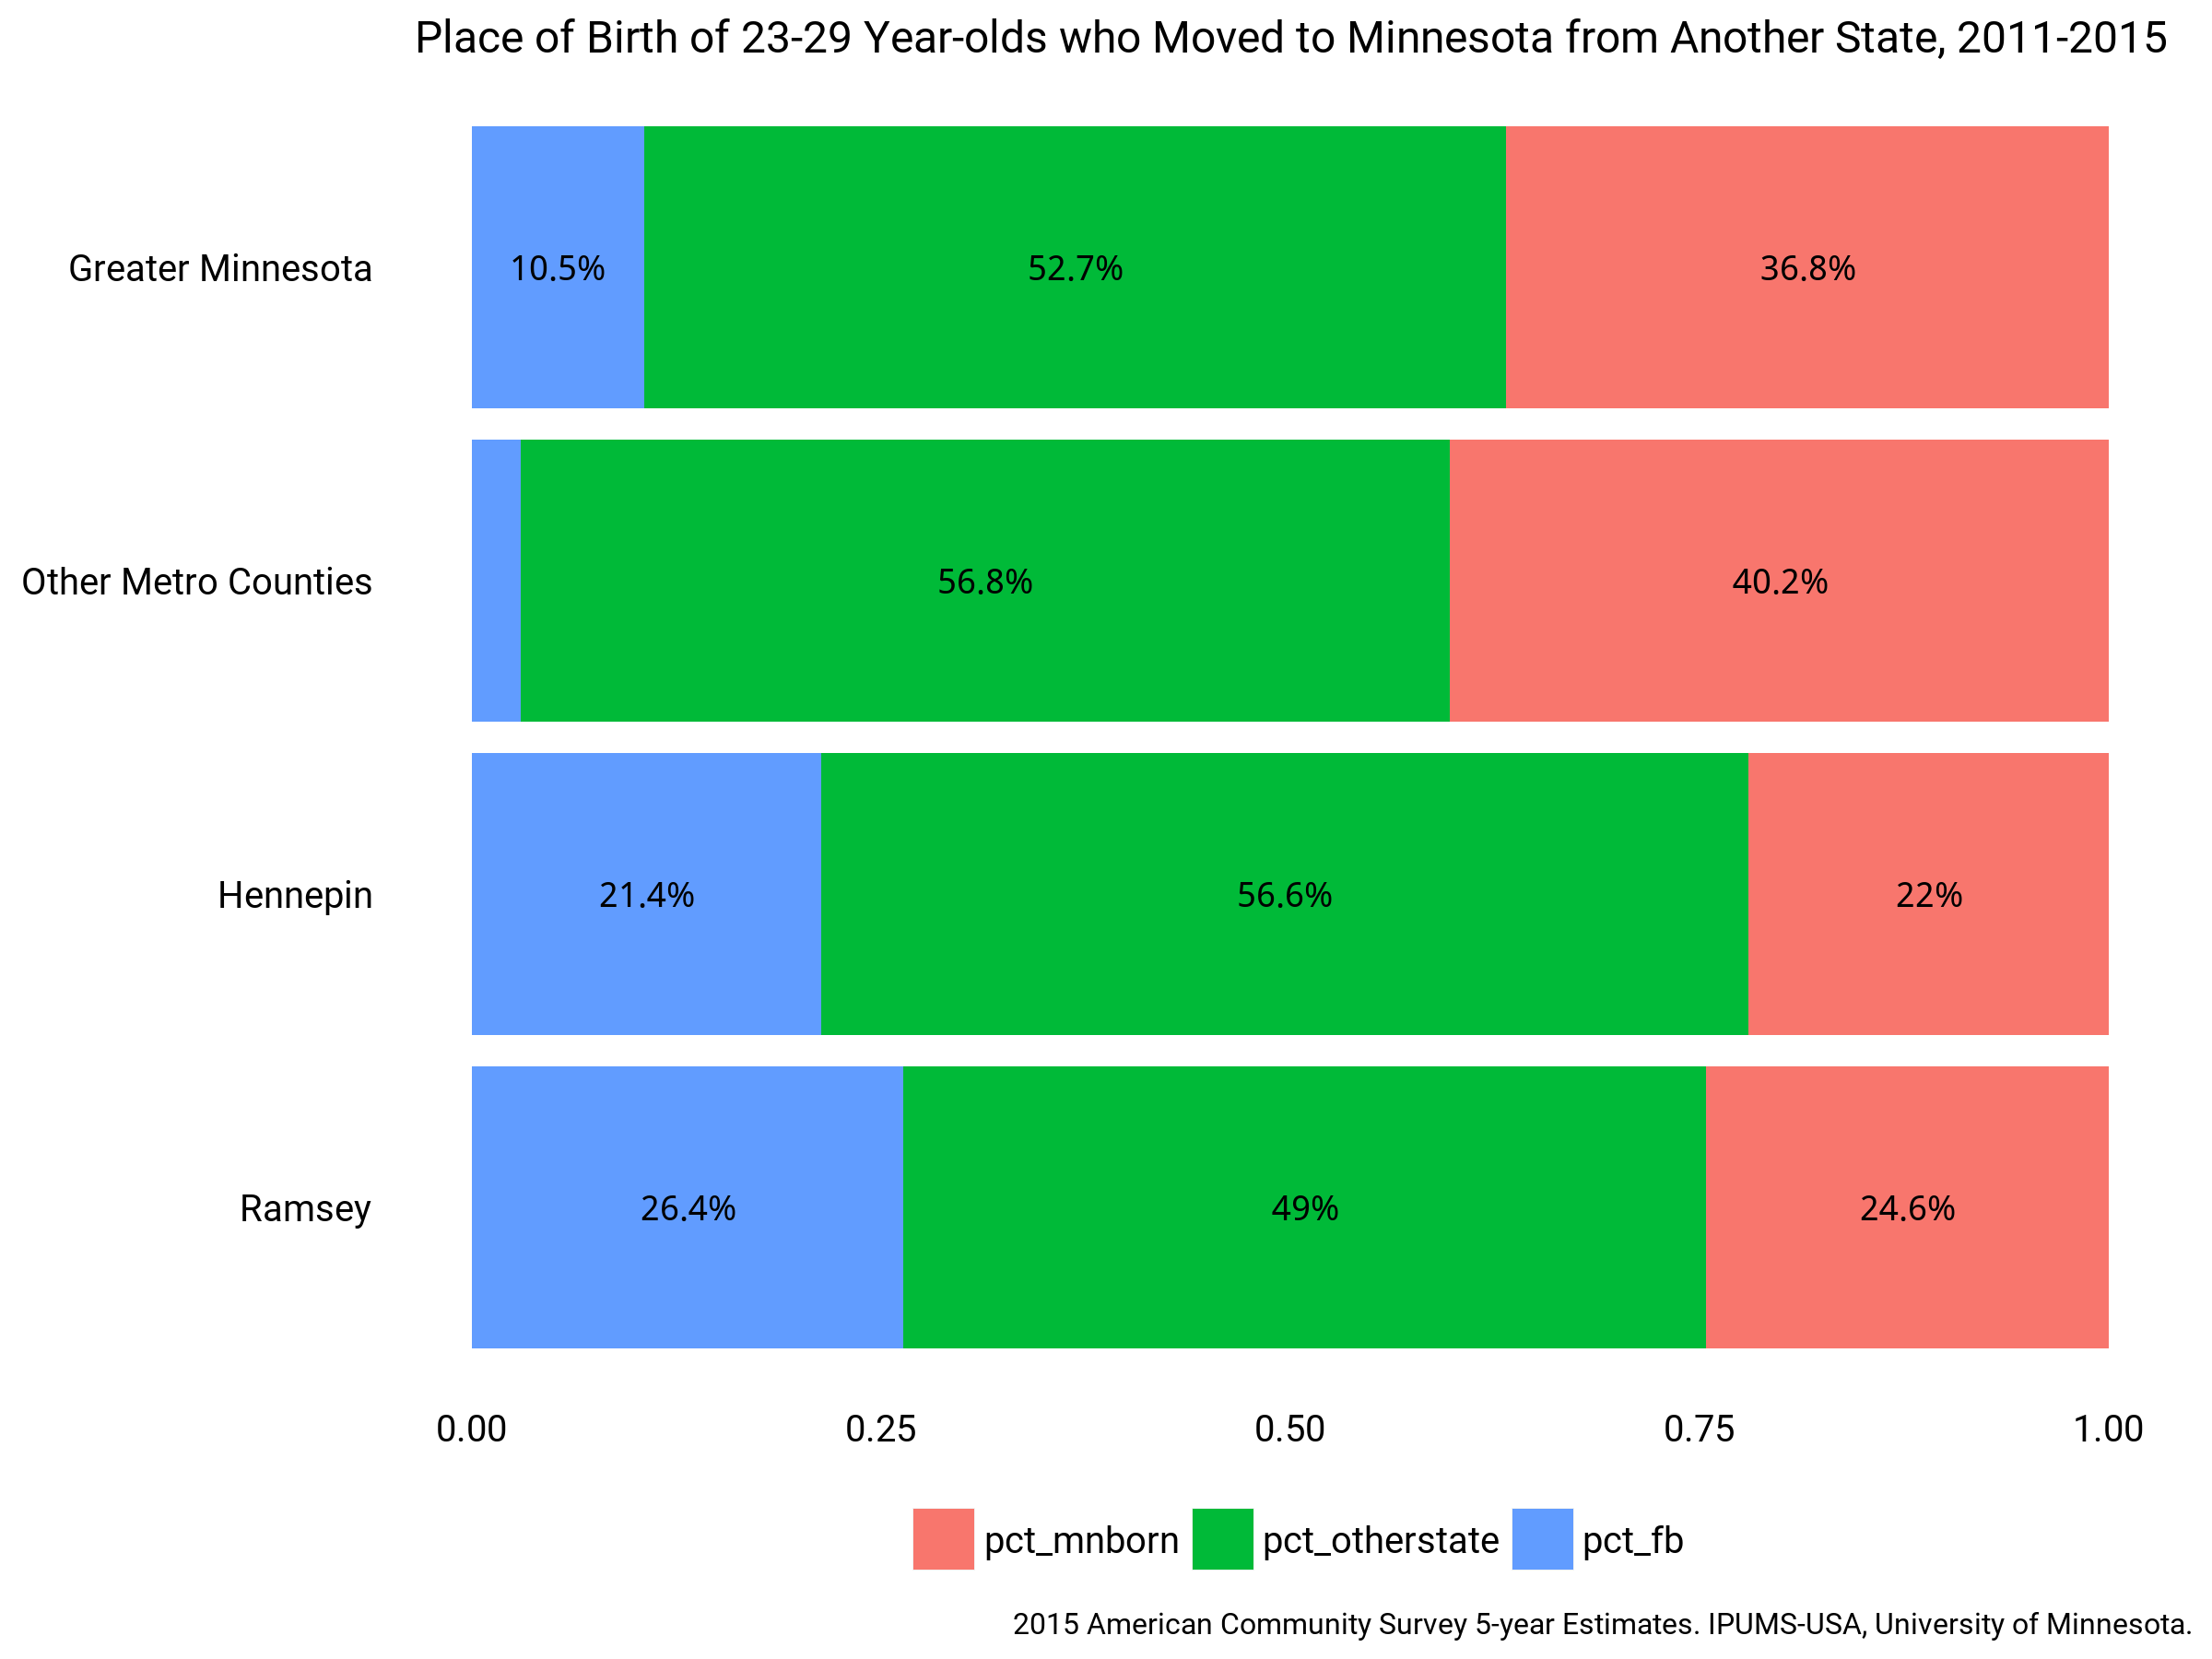 Place of Birth of 23-29 Year-olds who Moved to Minnesota from Another State, 2011-2015
Greater Minnesota
10.5%
52.7%
36.8%
Other Metro Counties
56.8%
40.2%
Hennepin
21.4%
56.6%
22%
Ramsey
26.4%
49%
24.6%
0.00
0.25
0.50
0.75
1.00
pct_mnborn
pct_otherstate
pct_fb
2015 American Community Survey 5-year Estimates. IPUMS-USA, University of Minnesota.